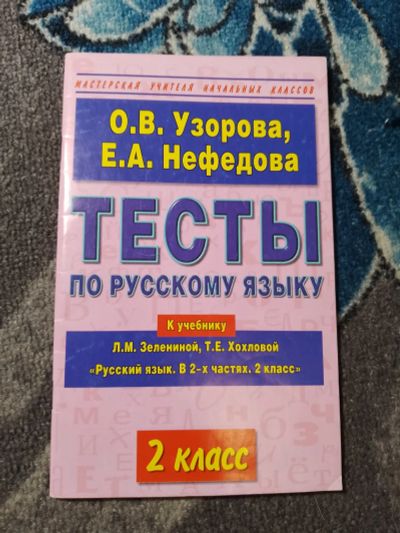 МАСТЕРСКАЯ УЧИТЕЛЯ НАЧАЛЬНЫХ КЛАССОВ
О.В. Узорова,
Е.А. Нефедова
ТЕСТЫ
ПО РУССКОМУ ЯЗЫКУ
К учебнику
Л.М. Зелениной, Т.Е. Хохловой
«Русский язык. В 2-х частях. 2 класс»
2 класс